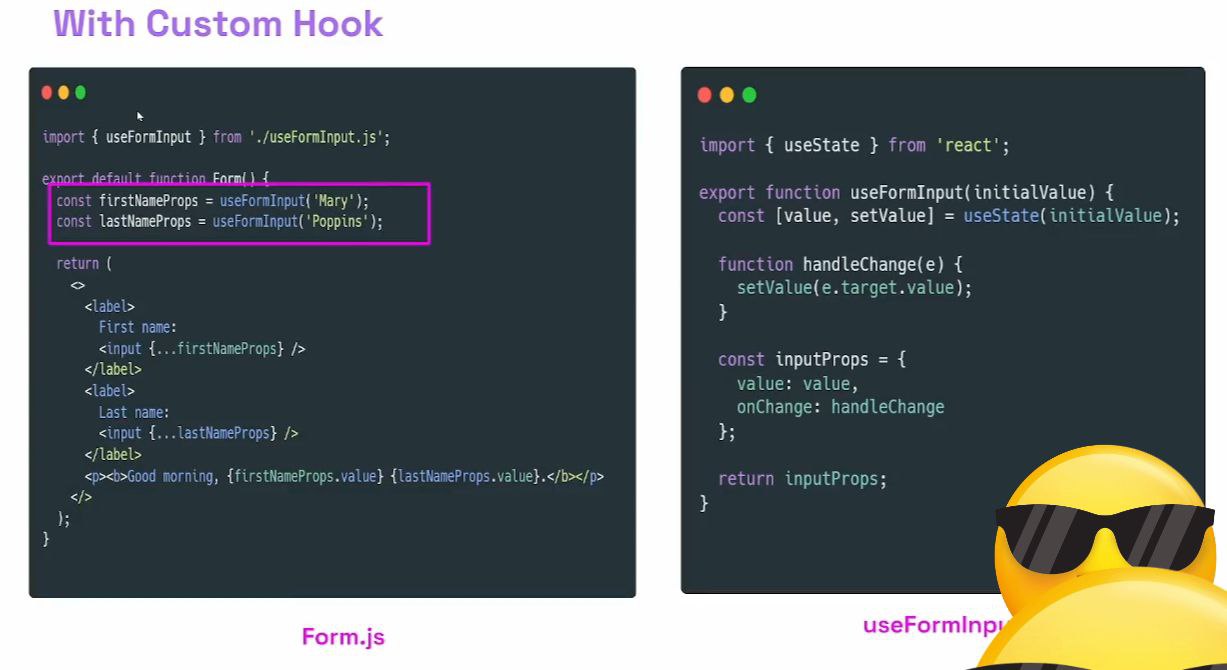 With Custom Hook
import { useFormInput } from './useFormInput.js';
export default function Form() {
const firstNameProps = useFormInput('Mary');
const lastNameProps = useFormInput('Poppins');
return (
<>
<label>
First name:
<input {...firstNameProps} />
</label>
<label>
Last name:
<input {...lastNameProps} />
</label>
<p><b>Good morning, {firstNameProps.value} {lastNameProps.value}.</b></p>
</>
);
}
Form.js
import { useState } from 'react';
export function useFormInput(initialValue) {
const [value, setValue] = useState(initialValue);
function handleChange(e) {
setValue(e.target.value);
}
const inputProps = {
value: value,
onChange: handleChange
};
return inputProps;
}